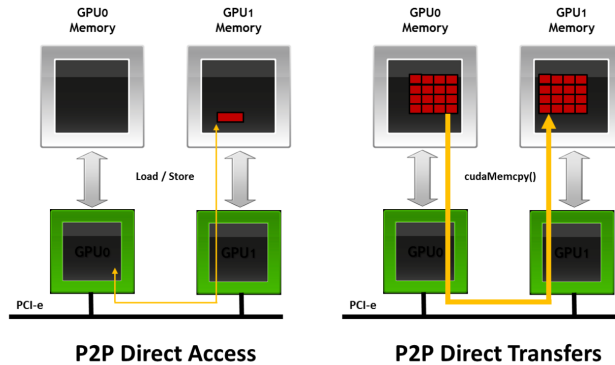 GPU0
Memory
GPU1
Memory
Load / Store
GPU0
GPU1
PCI-e
P2P Direct Access
GPU0
Memory
GPU1
Memory
cudaMemcpy()
GPU0
GPU1
PCI-e
P2P Direct Transfers